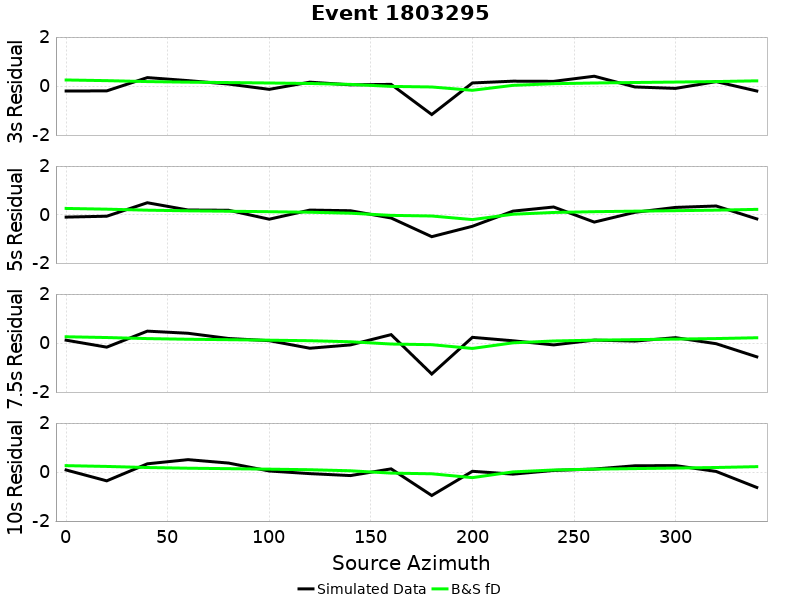 Event 1803295
3s Residual
2
0
-2
5s Residual
2
0
-2
7.5s Residual
2
0
-2
10s Residual
2
0
-2
0 50 100 150 200 250 300
Source Azimuth
Simulated Data B&S fD